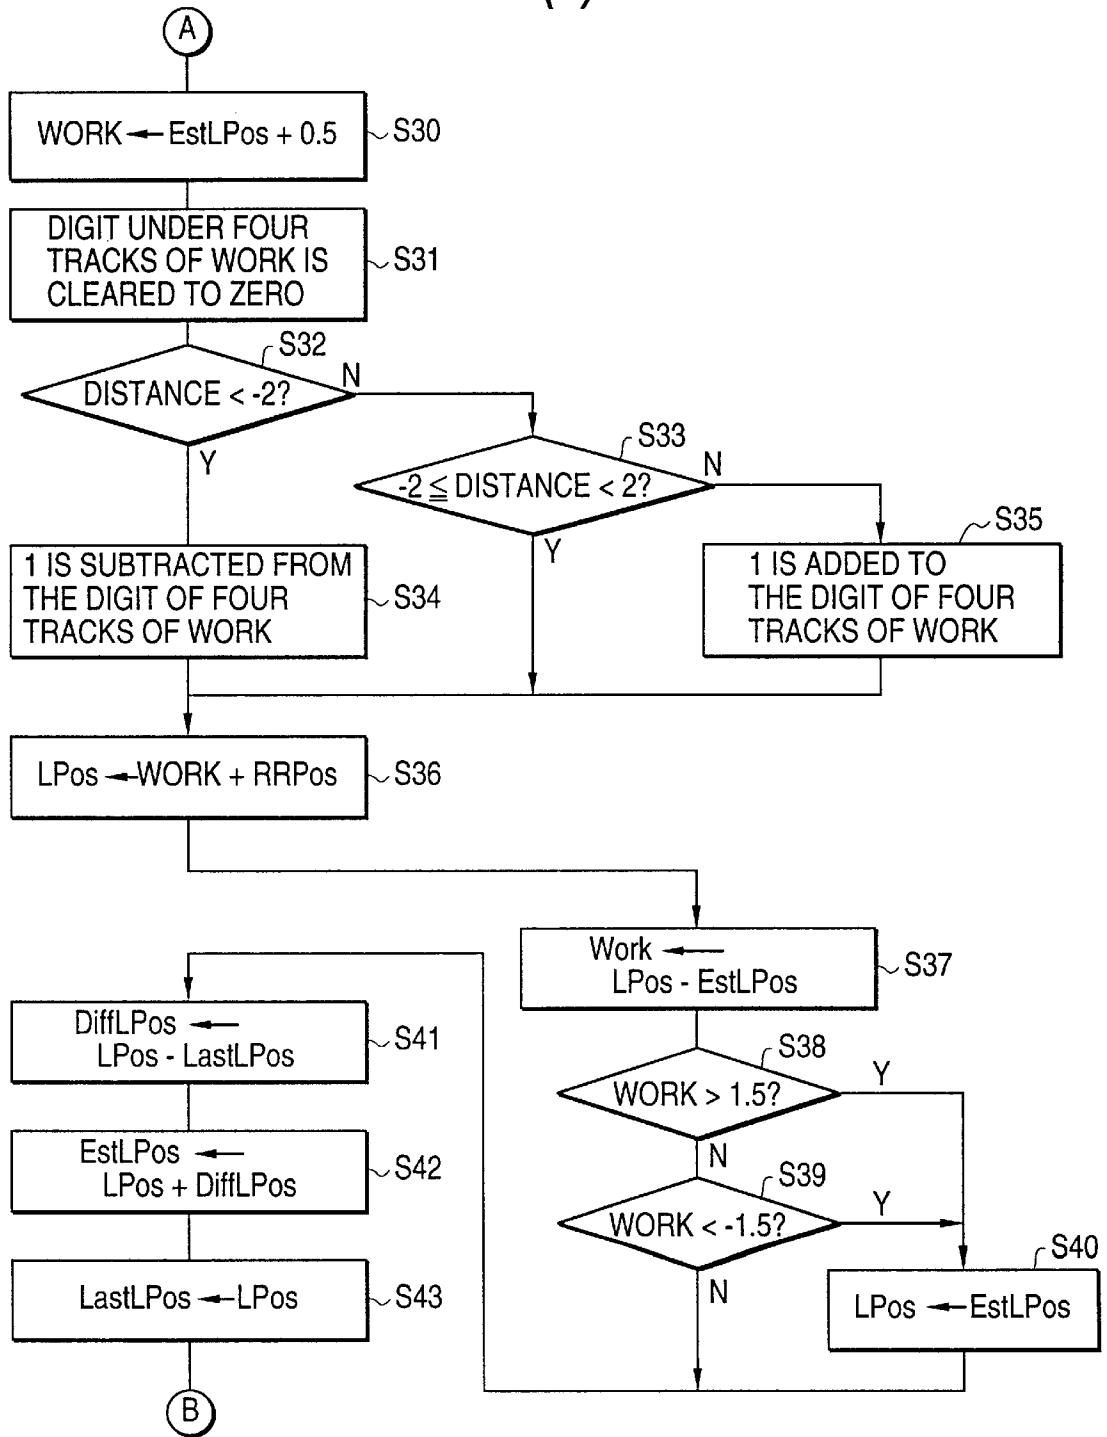 A
WORK ← EstLPos + 0.5
S30
DIGIT UNDER FOUR
TRACKS OF WORK IS
CLEARED TO ZERO
S31
S32
DISTANCE < -2?
N
Y
S33
-2 ≦ DISTANCE < 2?
N
Y
1 IS SUBTRACTED FROM
THE DIGIT OF FOUR
TRACKS OF WORK
S34
S35
1 IS ADDED TO
THE DIGIT OF FOUR
TRACKS OF WORK
LPos ← WORK + RRPos
S36
Work ←
LPos - EstLPos
S37
S38
WORK > 1.5?
Y
N
S39
WORK < -1.5?
Y
N
S40
LPos ← EstLPos
DiffLPos ←
LPos - LastLPos
S41
EstLPos ←
LPos + DiffLPos
S42
LastLPos ← LPos
S43
B